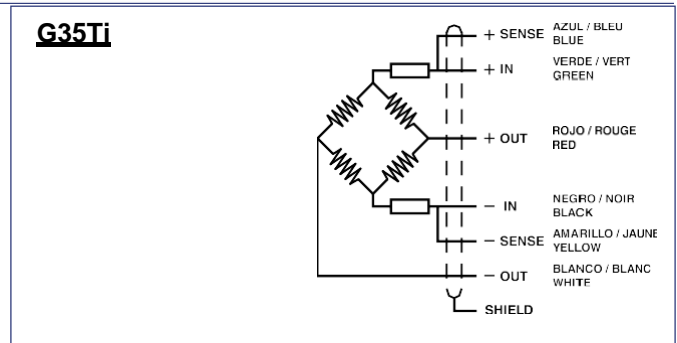 G35Ti
+ SENSE AZUL / BLEU
BLUE
+ IN VERDE / VERT
GREEN
+ OUT ROJO / ROUGE
RED
− IN NEGRO / NOIR
BLACK
− SENSE AMARILLO / JAUNE
YELLOW
− OUT BLANCO / BLANC
WHITE
SHIELD